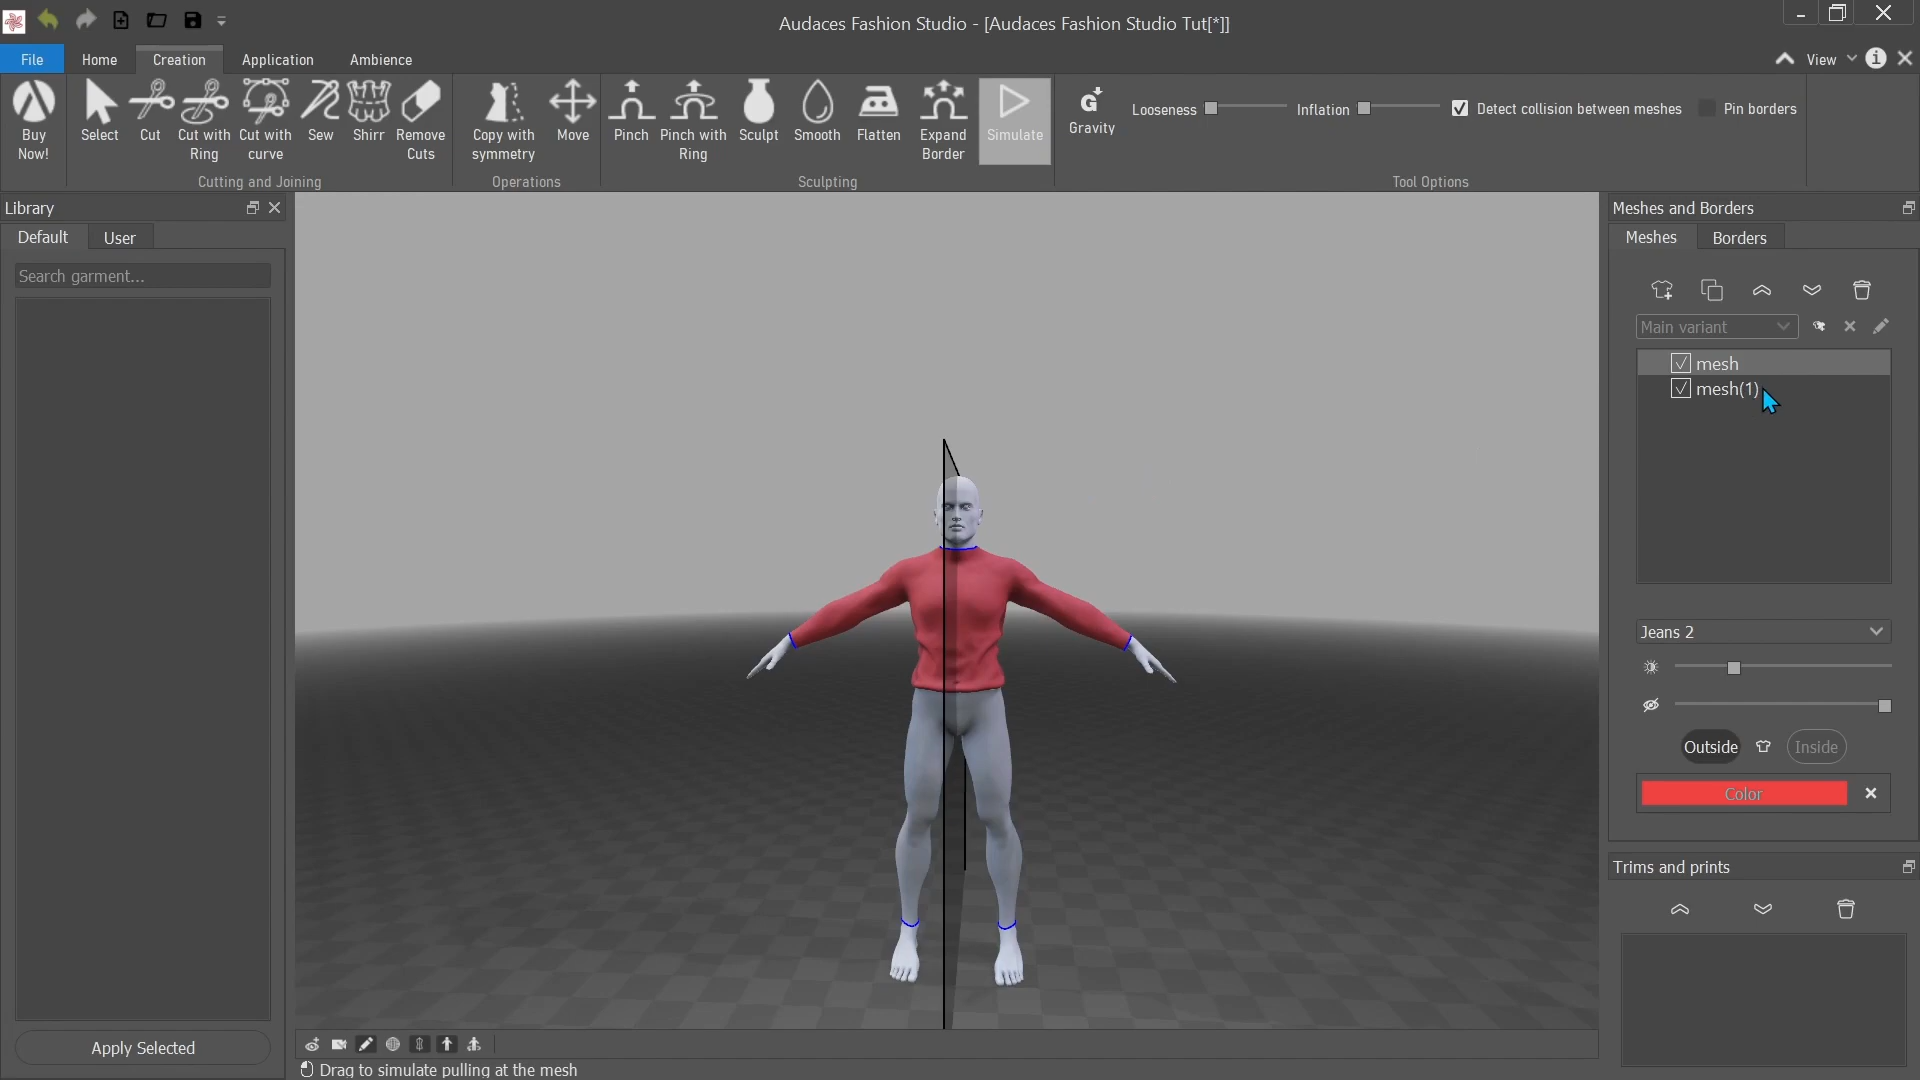 Audaces Fashion Studio - [Audaces Fashion Studio Tut[*]]
File
Home
Creation
Application
Ambience
View
Buy
Now!
Select
Cut
Cut with
Ring
Cut with
curve
Sew
Shirr
Remove
Cuts
Copy with
symmetry
Move
Pinch
Pinch with
Ring
Sculpt
Smooth
Flatten
Expand
Border
Simulate
Gravity
Looseness
Inflation
Detect collision between meshes
Pin borders
Cutting and Joining
Operations
Sculpting
Tool Options
Library
Default
User
Search garment...
Apply Selected
Drag to simulate pulling at the mesh
Meshes and Borders
Meshes
Borders
Main variant
mesh
mesh(1)
Jeans 2
Outside
Inside
Color
Trims and prints